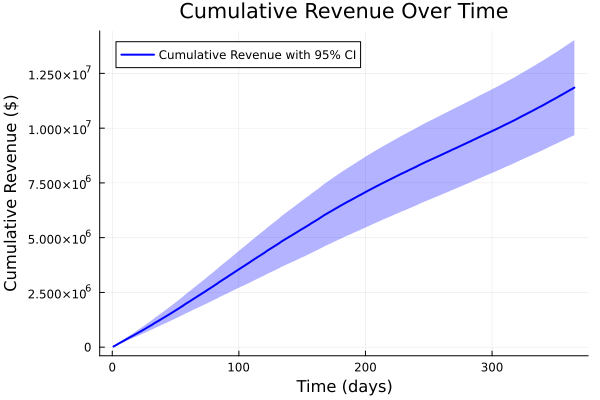 Cumulative Revenue Over Time
Cumulative Revenue with 95% CI
Cumulative Revenue ($)
1.250×10⁷
1.000×10⁷
7.500×10⁶
5.000×10⁶
2.500×10⁶
0
0 100 200 300
Time (days)